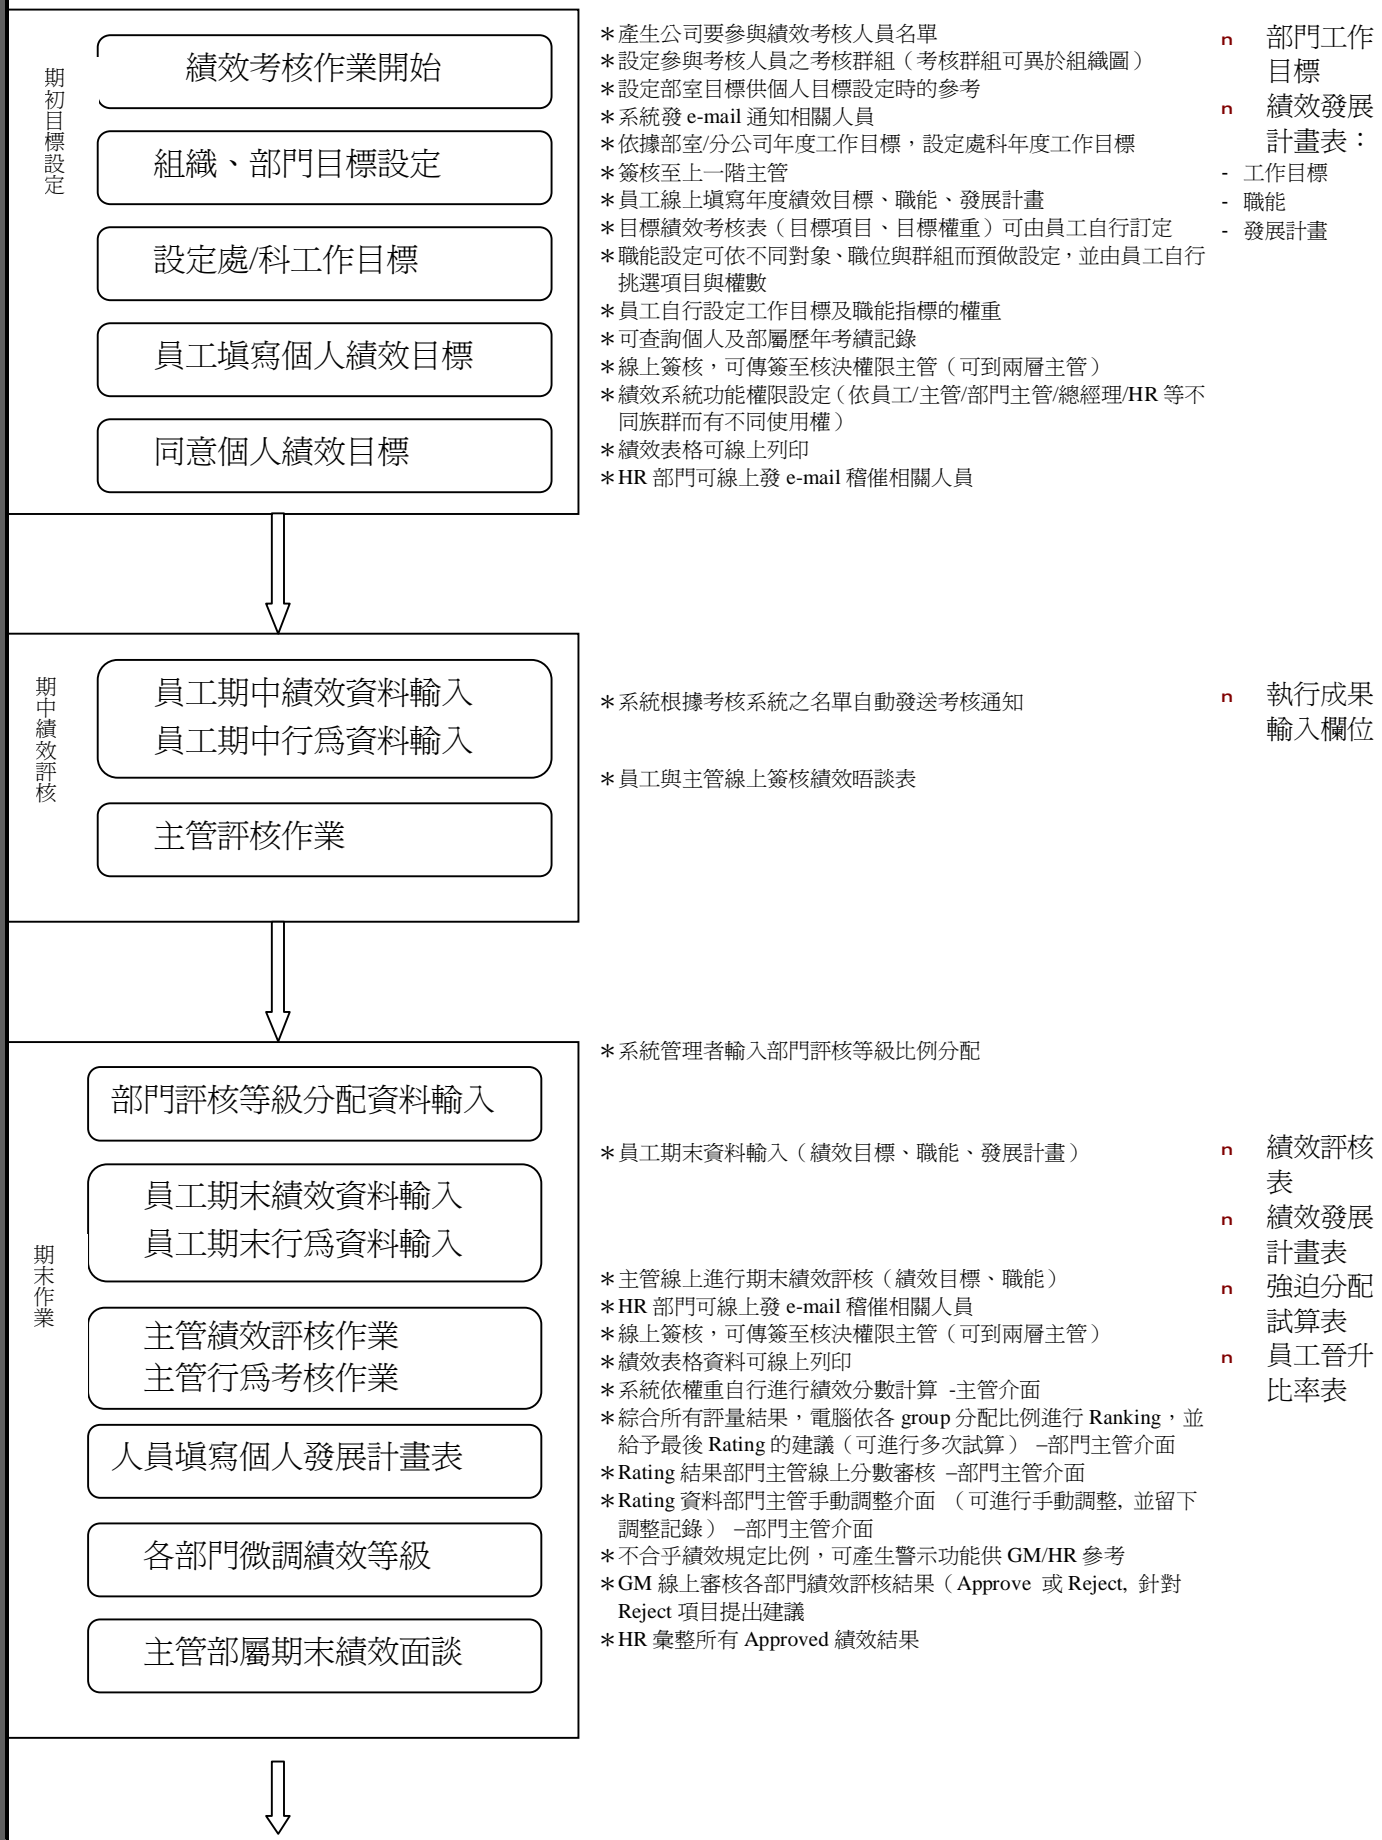 期初目標設定
績效考核作業開始
組織、部門目標設定
設定處/科工作目標
員工填寫個人績效目標
同意個人績效目標
＊產生公司要參與績效考核人員名單
＊設定參與考核人員之考核群組（考核群組可異於組織圖）
＊設定部室目標供個人目標設定時的參考
＊系統發 e-mail 通知相關人員
＊依據部室/分公司年度工作目標，設定處科年度工作目標
＊簽核至上一階主管
＊員工線上填寫年度績效目標、職能、發展計畫
＊目標績效考核表（目標項目、目標權重）可由員工自行訂定
＊職能設定可依不同對象、職位與群組而預做設定，並由員工自行
挑選項目與權數
＊員工自行設定工作目標及職能指標的權重
＊可查詢個人及部屬歷年考績記錄
＊線上簽核，可傳簽至核決權限主管（可到兩層主管）
＊績效系統功能權限設定（依員工/主管/部門主管/總經理/HR 等不
同族群而有不同使用權）
＊績效表格可線上列印
＊HR 部門可線上發 e-mail 稽催相關人員
n 部門工作
目標
n 績效發展
計畫表：
- 工作目標
- 職能
- 發展計畫
期中績效評核
員工期中績效資料輸入
員工期中行為資料輸入
主管評核作業
＊系統根據考核系統之名單自動發送考核通知
＊員工與主管線上簽核績效晤談表
n 執行成果
輸入欄位
期末作業
部門評核等級分配資料輸入
員工期末績效資料輸入
員工期末行為資料輸入
主管績效評核作業
主管行為考核作業
人員填寫個人發展計畫表
各部門微調績效等級
主管部屬期末績效面談
＊系統管理者輸入部門評核等級比例分配
＊員工期末資料輸入（績效目標、職能、發展計畫）
＊主管線上進行期末績效評核（績效目標、職能）
＊HR 部門可線上發 e-mail 稽催相關人員
＊線上簽核，可傳簽至核決權限主管（可到兩層主管）
＊績效表格資料可線上列印
＊系統依權重自行進行績效分數計算 -主管介面
＊綜合所有評量結果，電腦依各 group 分配比例進行 Ranking，並
給予最後 Rating 的建議（可進行多次試算） –部門主管介面
＊Rating 結果部門主管線上分數審核 –部門主管介面
＊Rating 資料部門主管手動調整介面 （可進行手動調整, 並留下
調整記錄） –部門主管介面
＊不合乎績效規定比例，可產生警示功能供 GM/HR 參考
＊GM 線上審核各部門績效評核結果（Approve 或 Reject, 針對
Reject 項目提出建議
＊HR 彙整所有 Approved 績效結果
n 績效評核
表
n 績效發展
計畫表
n 強迫分配
試算表
n 員工晉升
比率表